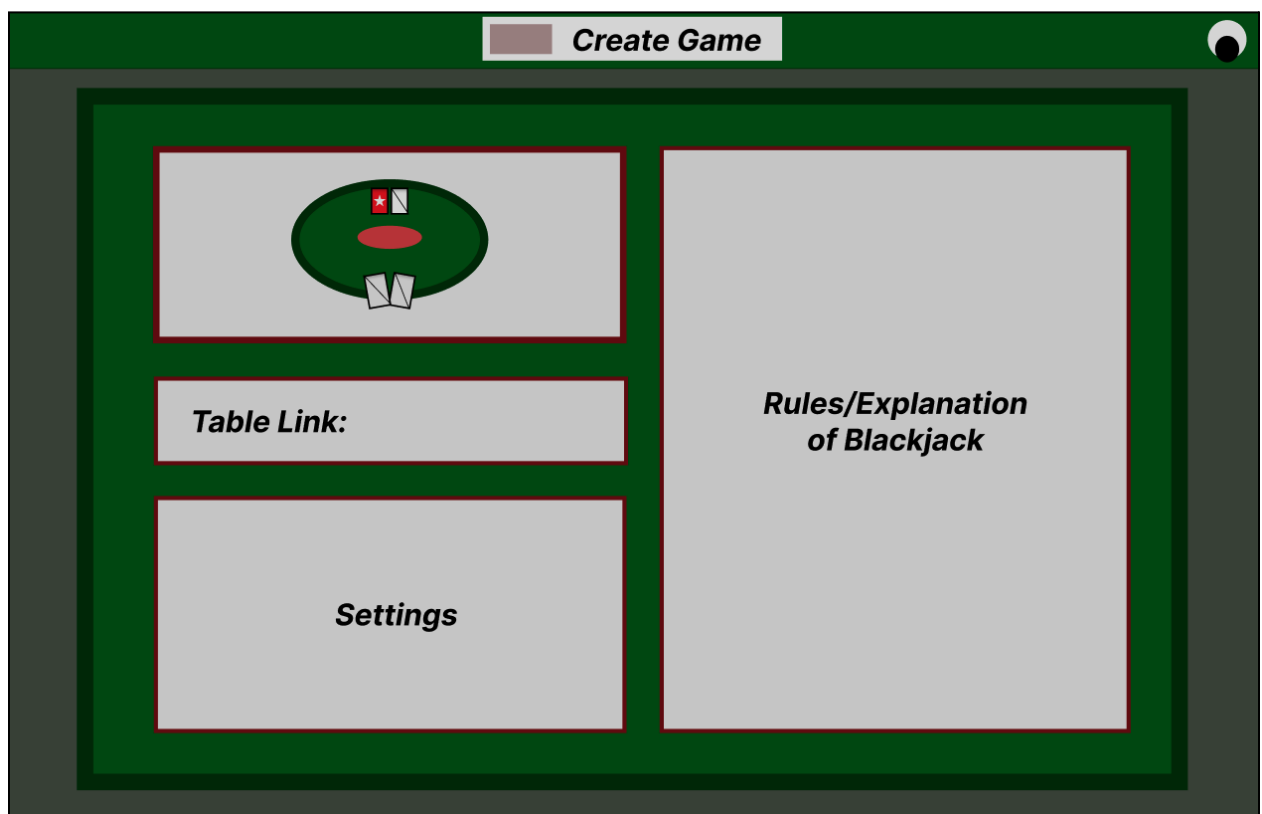 Create Game
Table Link:
Rules/Explanation
of Blackjack
Settings